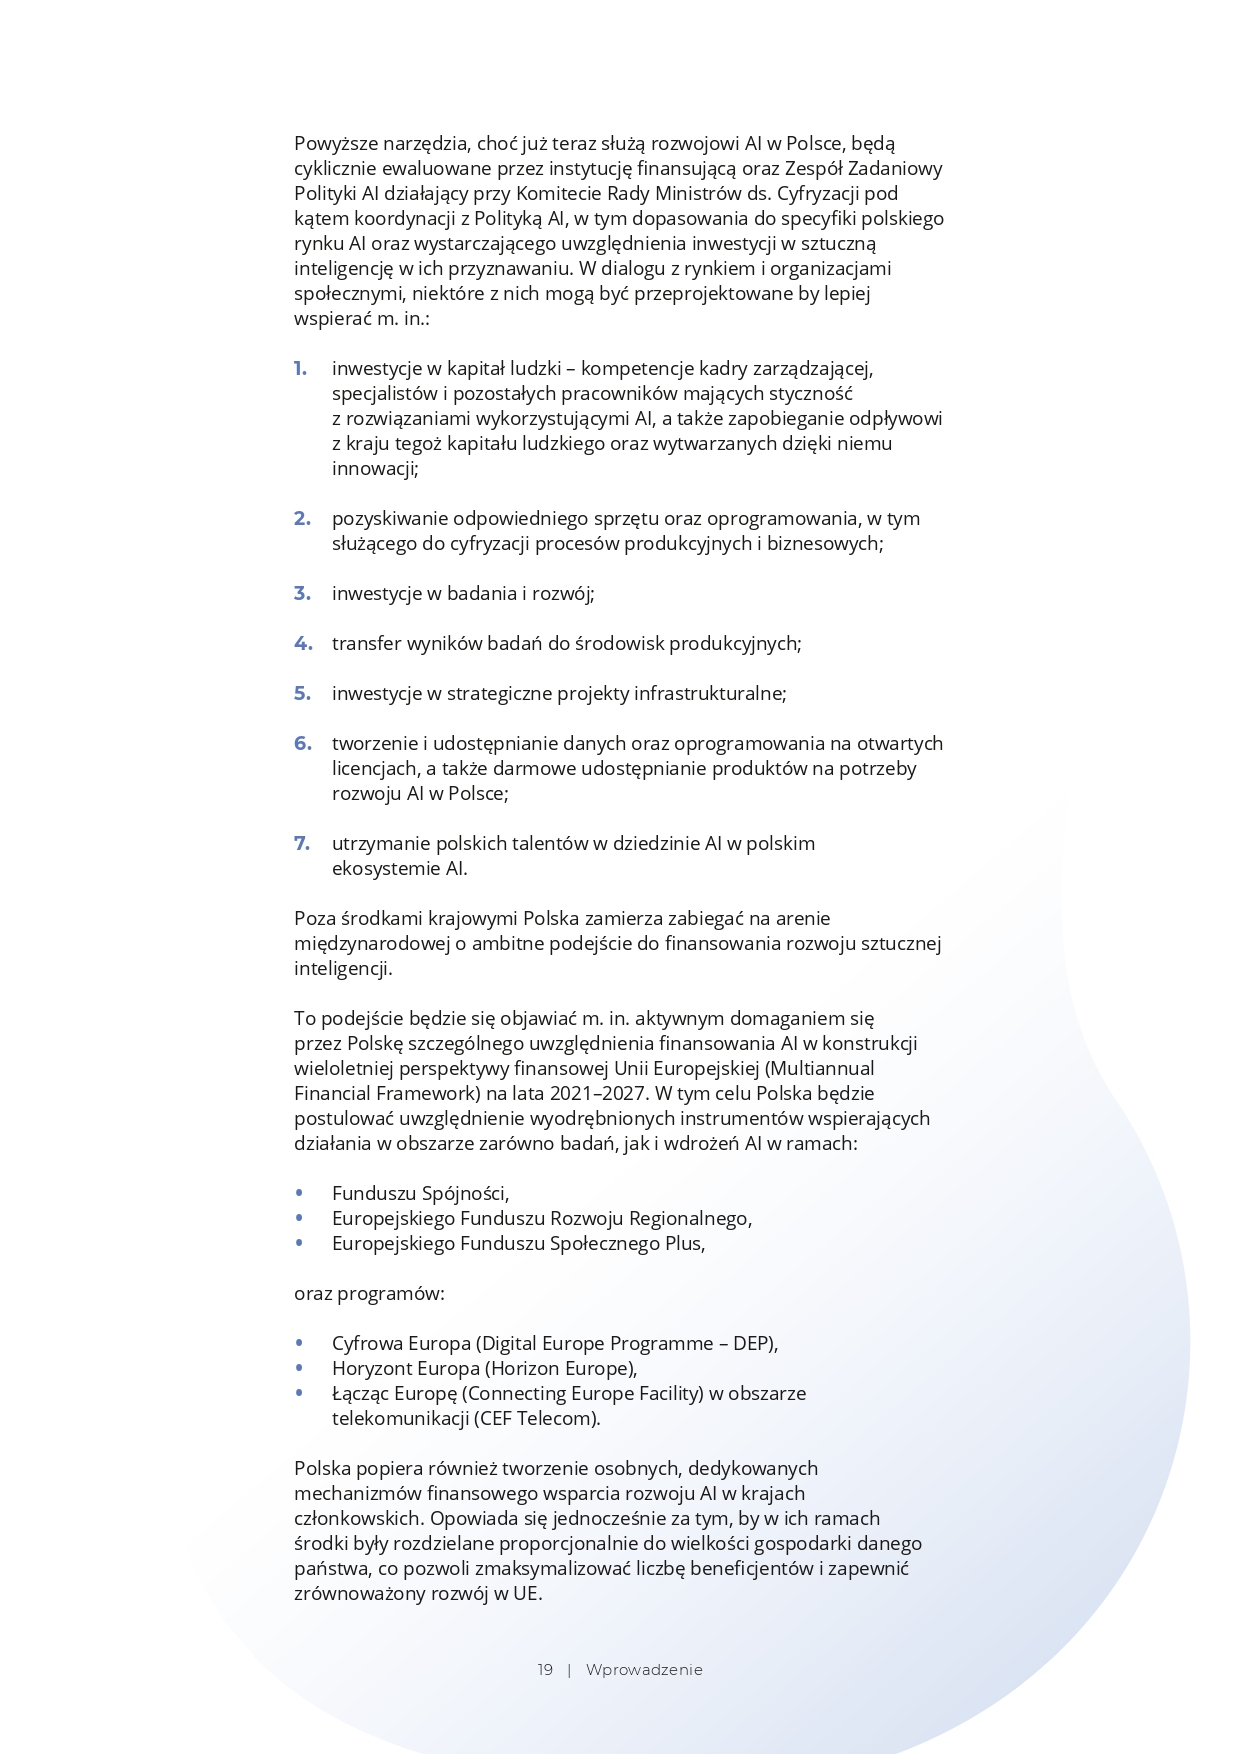 Powyższe narzędzia, choć już teraz służą rozwojowi AI w Polsce, będą
cyklicznie ewaluowane przez instytucję finansującą oraz Zespół Zadaniowy
Polityki AI działający przy Komitecie Rady Ministrów ds. Cyfryzacji pod
kątem koordynacji z Polityką AI, w tym dopasowania do specyfiki polskiego
rynku AI oraz wystarczającego uwzględnienia inwestycji w sztuczną
inteligencję w ich przyznawaniu. W dialogu z rynkiem i organizacjami
społecznymi, niektóre z nich mogą być przeprojektowane by lepiej
wspierać m. in.:
1. inwestycje w kapitał ludzki – kompetencje kadry zarządzającej,
specjalistów i pozostałych pracowników mających styczność
z rozwiązaniami wykorzystującymi AI, a także zapobieganie odpływowi
z kraju tegoż kapitału ludzkiego oraz wytwarzanych dzięki niemu
innowacji;
2. pozyskiwanie odpowiedniego sprzętu oraz oprogramowania, w tym
służącego do cyfryzacji procesów produkcyjnych i biznesowych;
3. inwestycje w badania i rozwój;
4. transfer wyników badań do środowisk produkcyjnych;
5. inwestycje w strategiczne projekty infrastrukturalne;
6. tworzenie i udostępnianie danych oraz oprogramowania na otwartych
licencjach, a także darmowe udostępnianie produktów na potrzeby
rozwoju AI w Polsce;
7. utrzymanie polskich talentów w dziedzinie AI w polskim
ekosystemie AI.
Poza środkami krajowymi Polska zamierza zabiegać na arenie
międzynarodowej o ambitne podejście do finansowania rozwoju sztucznej
inteligencji.
To podejście będzie się objawiać m. in. aktywnym domaganiem się
przez Polskę szczególnego uwzględnienia finansowania AI w konstrukcji
wieloletniej perspektywy finansowej Unii Europejskiej (Multiannual
Financial Framework) na lata 2021–2027. W tym celu Polska będzie
postulować uwzględnienie wyodrębnionych instrumentów wspierających
działania w obszarze zarówno badań, jak i wdrożeń AI w ramach:
• Funduszu Spójności,
• Europejskiego Funduszu Rozwoju Regionalnego,
• Europejskiego Funduszu Społecznego Plus,
oraz programów:
• Cyfrowa Europa (Digital Europe Programme – DEP),
• Horyzont Europa (Horizon Europe),
• Łącząc Europę (Connecting Europe Facility) w obszarze
telekomunikacji (CEF Telecom).
Polska popiera również tworzenie osobnych, dedykowanych
mechanizmów finansowego wsparcia rozwoju AI w krajach
członkowskich. Opowiada się jednocześnie za tym, by w ich ramach
środki były rozdzielane proporcjonalnie do wielkości gospodarki danego
państwa, co pozwoli zmaksymalizować liczbę beneficjentów i zapewnić
zrównoważony rozwój w UE.
19 | Wprowadzenie